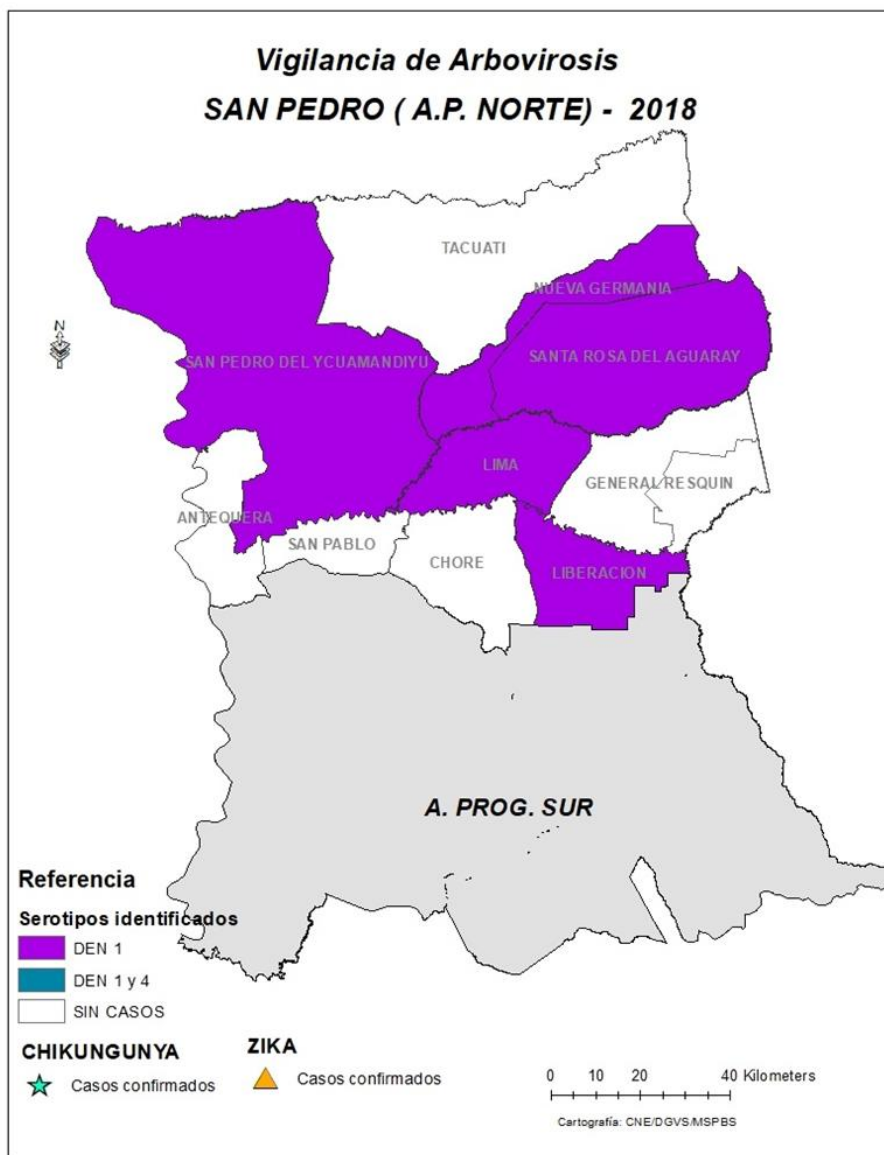 Vigilancia de Arbovirosis
SAN PEDRO ( A.P. NORTE) - 2018
TACUATI
NUEVA GERMANIA
N
SAN PEDRO DEL YCUAMANDIYU
SANTA ROSA DEL AGUARAY
LIMA
GENERAL RESQUIN
ANTEQUERA
SAN PABLO
CHORE
LIBERACION
A. PROG. SUR
Referencia
Serotipos identificados
DEN 1
DEN 1 y 4
SIN CASOS
CHIKUNGUNYA
Casos confirmados
ZIKA
Casos confirmados
0 10 20 40 Kilometers
Cartografía: CNE/DGVS/MSPBS